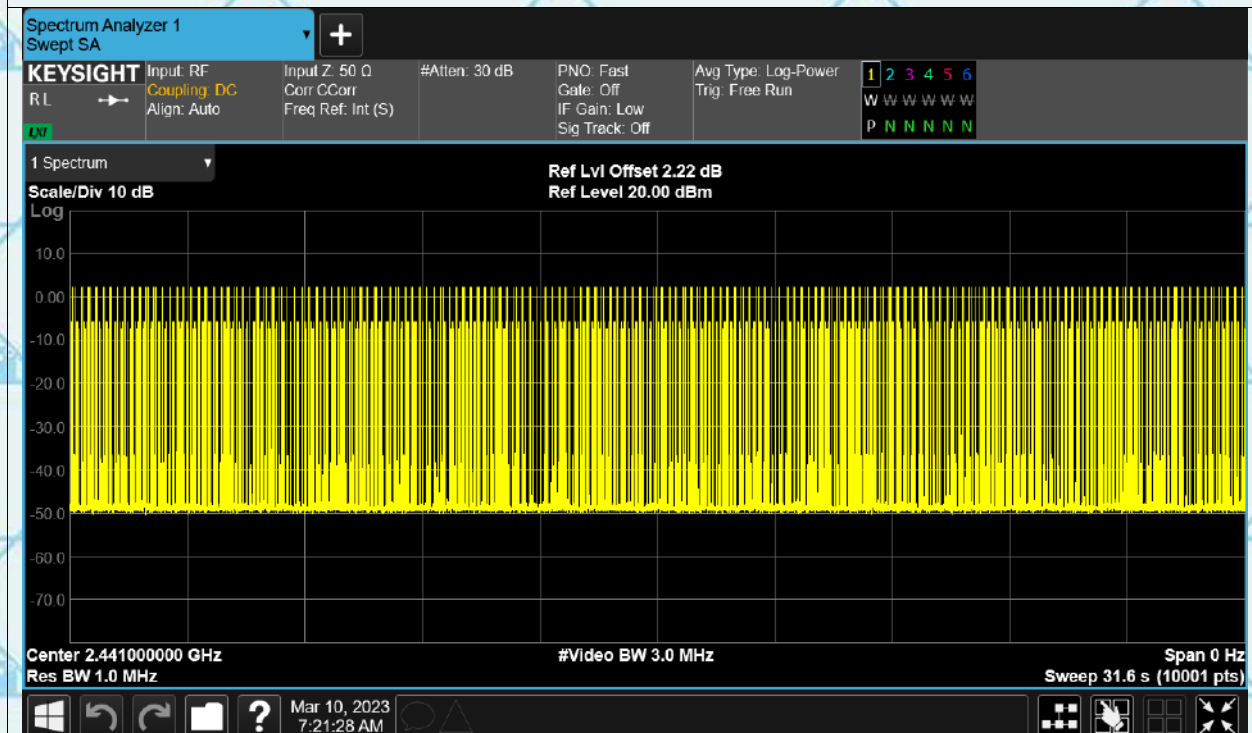 Spectrum Analyzer 1
Swept SA
+
KEYSIGHT
RL
LXI
Input: RF
Coupling: DC
Align: Auto
Input Z: 50 Ω
Corr CCorr
Freq Ref: Int (S)
#Atten: 30 dB
PNO: Fast
Gate: Off
IF Gain: Low
Sig Track: Off
Avg Type: Log-Power
Trig: Free Run
1 2 3 4 5 6
W W W W W W
P N N N N N
1 Spectrum
Scale/Div 10 dB
Ref Lvl Offset 2.22 dB
Ref Level 20.00 dBm
Log
10.0
0.00
-10.0
-20.0
-30.0
-40.0
-50.0
-60.0
-70.0
Center 2.441000000 GHz
Res BW 1.0 MHz
#Video BW 3.0 MHz
Span 0 Hz
Sweep 31.6 s (10001 pts)
?
Mar 10, 2023
7:21:28 AM